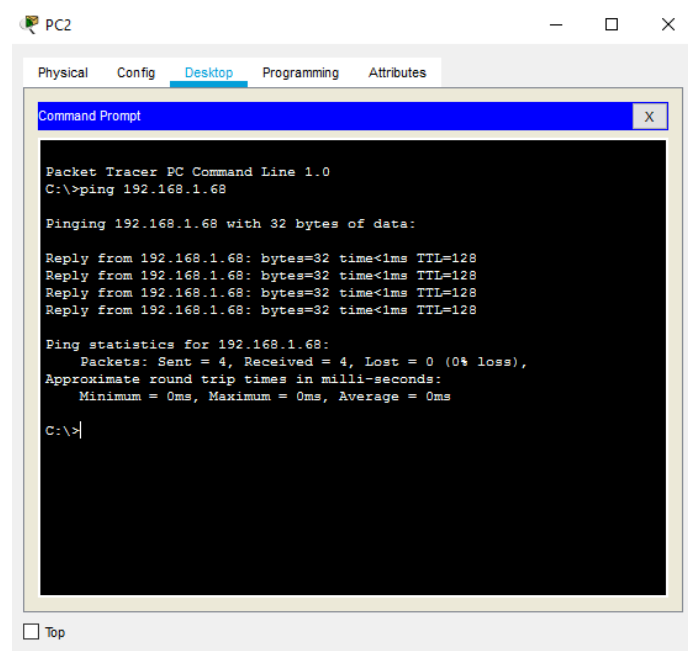 PC2
Physical Config Desktop Programming Attributes
Command Prompt
X
Packet Tracer PC Command Line 1.0
C:\>ping 192.168.1.68
Pinging 192.168.1.68 with 32 bytes of data:
Reply from 192.168.1.68: bytes=32 time<1ms TTL=128
Reply from 192.168.1.68: bytes=32 time<1ms TTL=128
Reply from 192.168.1.68: bytes=32 time<1ms TTL=128
Reply from 192.168.1.68: bytes=32 time<1ms TTL=128
Ping statistics for 192.168.1.68:
Packets: Sent = 4, Received = 4, Lost = 0 (0% loss),
Approximate round trip times in milli-seconds:
Minimum = 0ms, Maximum = 0ms, Average = 0ms
C:\>
Top